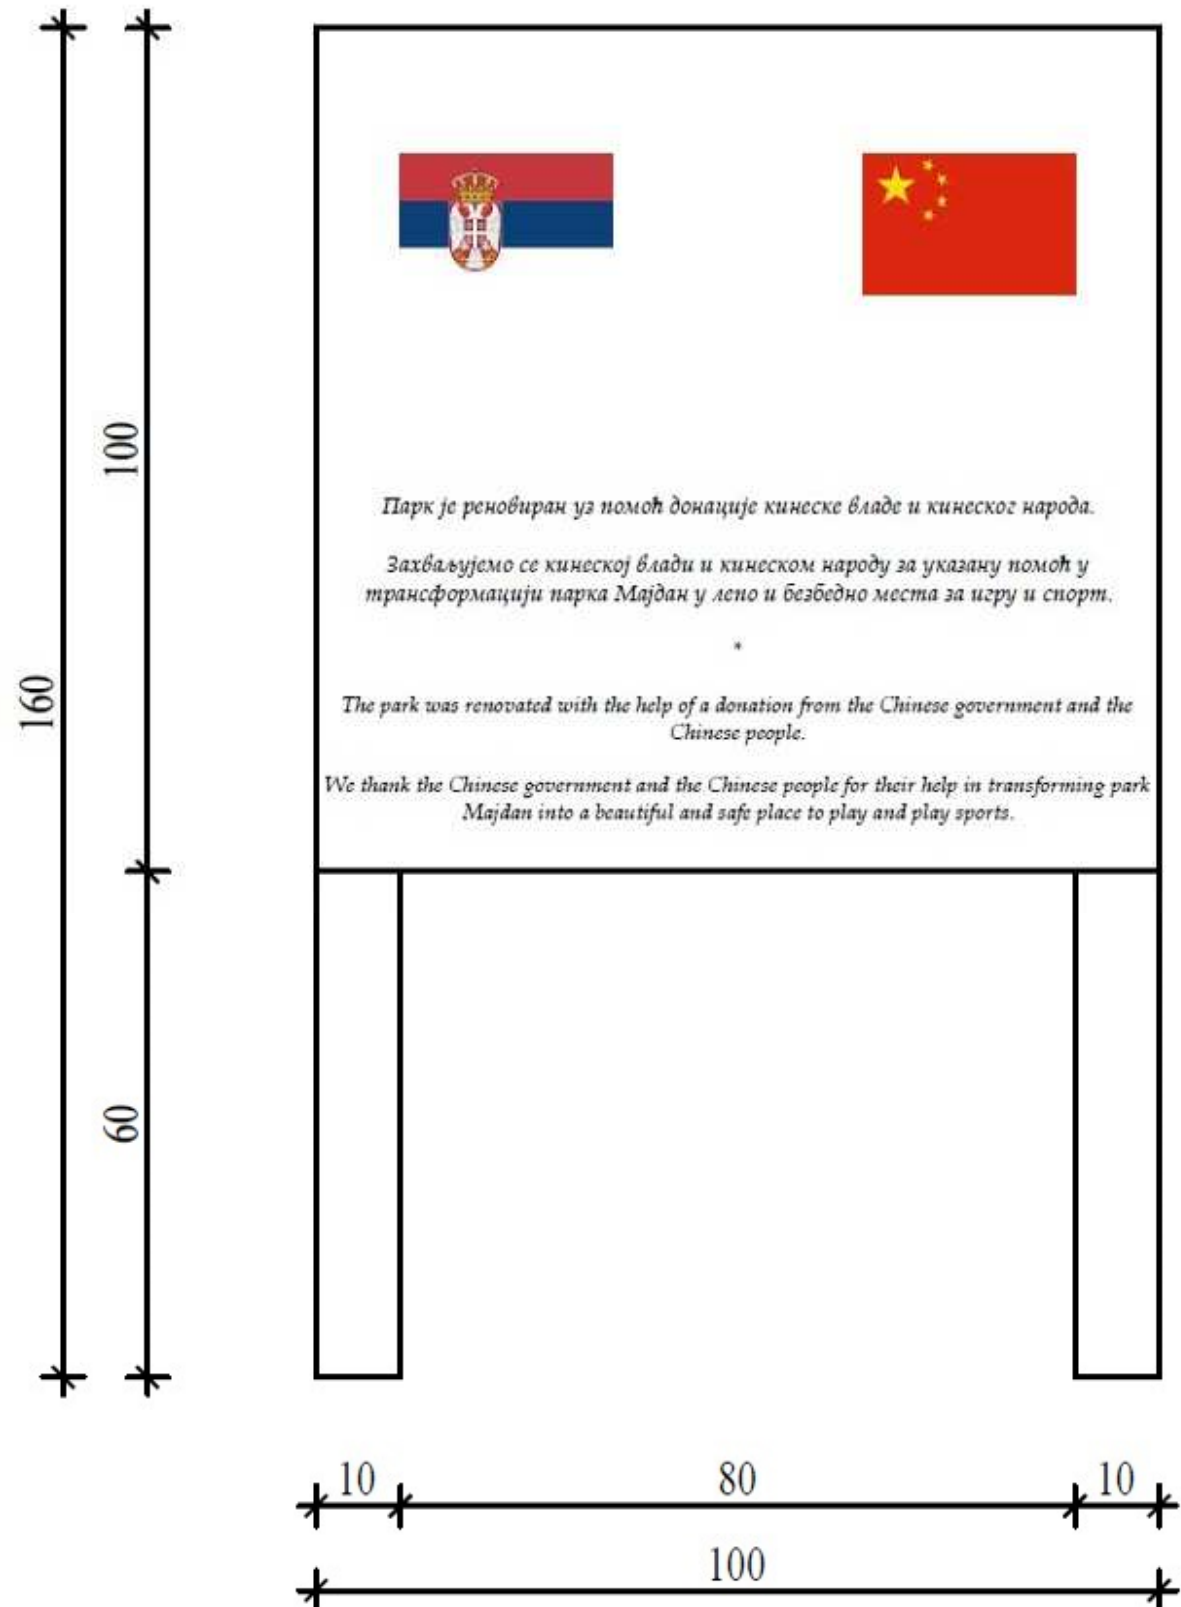 100
160
60
Парк је реновиран уз помоћ донације кинеске владе и кинеског народа.
Захваљујемо се кинеској влади и кинеском народу за указану помоћ у
трансформацији парка Мајдан у лепо и безбедно места за игру и спорт.
*
The park was renovated with the help of a donation from the Chinese government and the
Chinese people.
We thank the Chinese government and the Chinese people for their help in transforming park
Majdan into a beautiful and safe place to play and play sports.
10 80 10
100